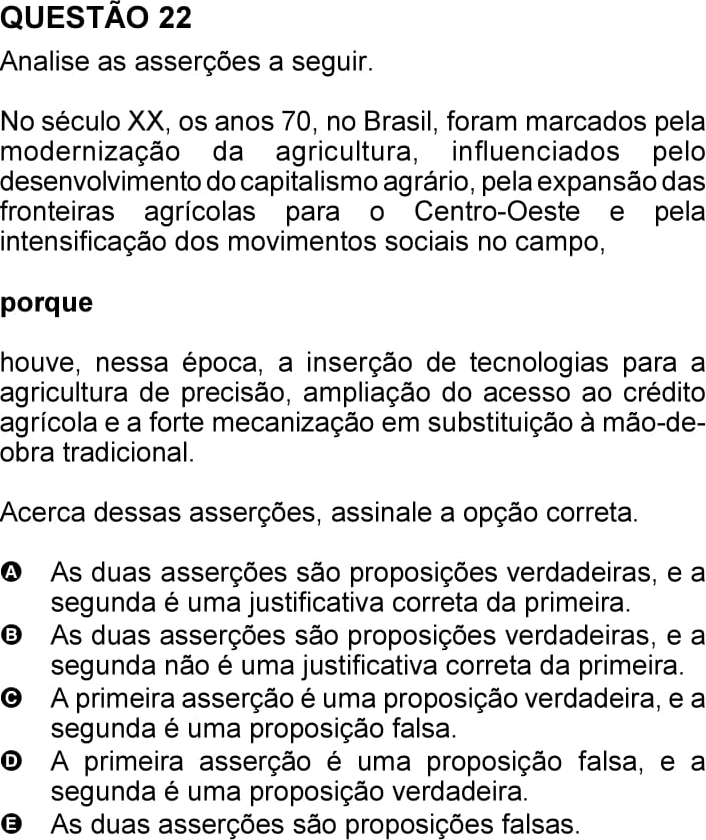 QUESTÃO 22
Analise as asserções a seguir.
No século XX, os anos 70, no Brasil, foram marcados pela
modernização da agricultura, influenciados pelo
desenvolvimento do capitalismo agrário, pela expansão das
fronteiras agrícolas para o Centro-Oeste e pela
intensificação dos movimentos sociais no campo,
porque
houve, nessa época, a inserção de tecnologias para a
agricultura de precisão, ampliação do acesso ao crédito
agrícola e a forte mecanização em substituição à mão-de-
obra tradicional.
Acerca dessas asserções, assinale a opção correta.
A As duas asserções são proposições verdadeiras, e a
segunda é uma justificativa correta da primeira.
B As duas asserções são proposições verdadeiras, e a
segunda não é uma justificativa correta da primeira.
C A primeira asserção é uma proposição verdadeira, e a
segunda é uma proposição falsa.
D A primeira asserção é uma proposição falsa, e a
segunda é uma proposição verdadeira.
E As duas asserções são proposições falsas.